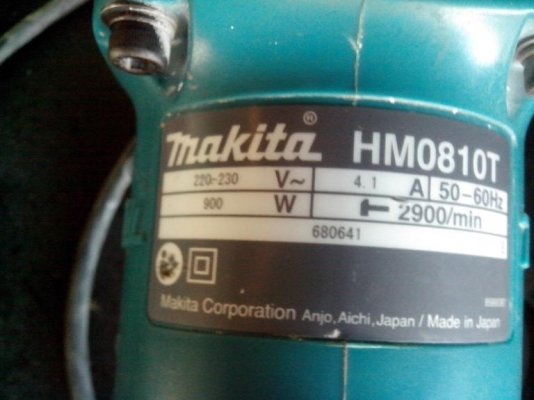 makita ® HM0810T
220-230 V~ 4.1 A 50-60Hz
900 W 2900/min
680641
Makita Corporation Anjo, Aichi, Japan / Made in Japan